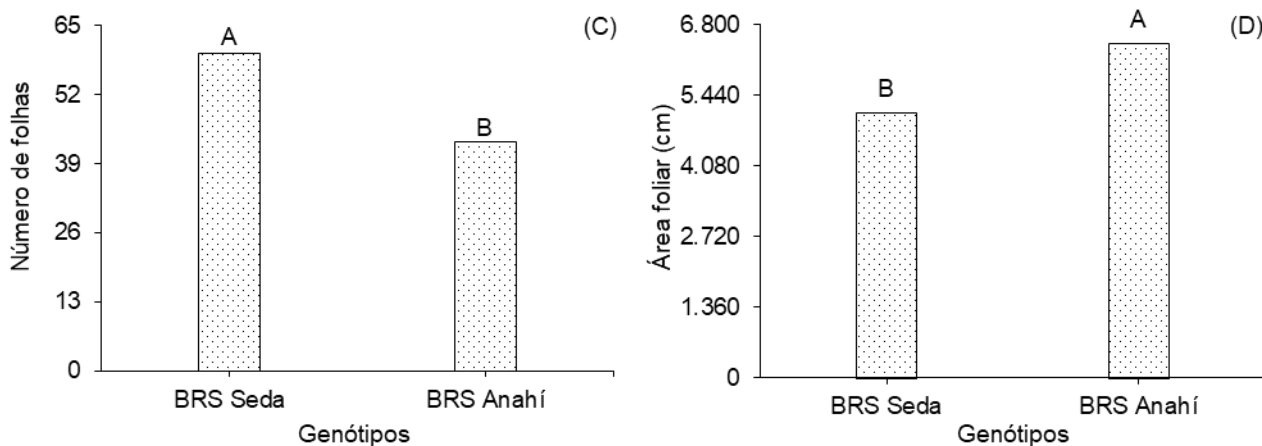 (C)
Número de folhas
65
52
39
26
13
0
A
B
BRS Seda
BRS Anahí
Genótipos
(D)
Área foliar (cm)
6.800
5.440
4.080
2.720
1.360
0
B
A
BRS Seda
BRS Anahí
Genótipos